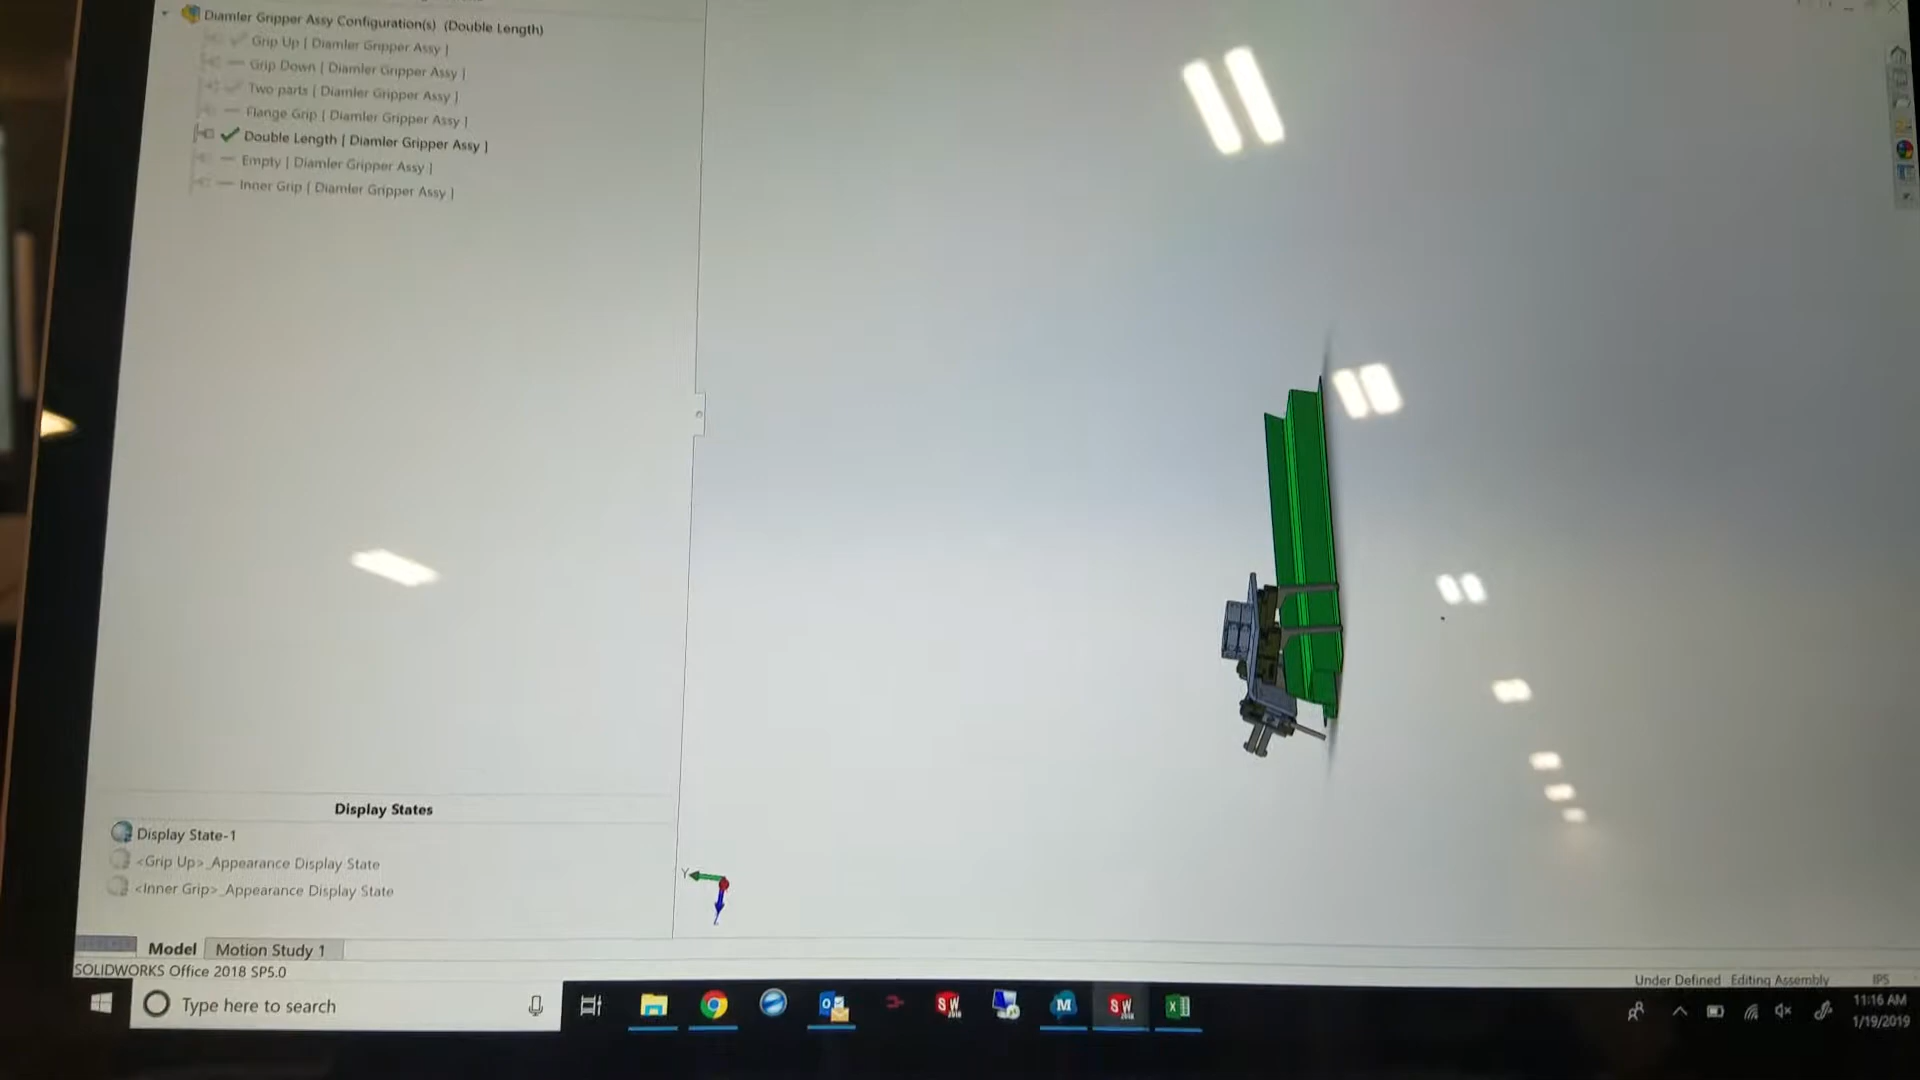 Diamler Gripper Assy Configuration(s) (Double Length)
Grip Up [ Diamler Gripper Assy ]
Grip Down [ Diamler Gripper Assy ]
Two parts [ Diamler Gripper Assy ]
Flange Grip [ Diamler Gripper Assy ]
Double Length [ Diamler Gripper Assy ]
Empty [ Diamler Gripper Assy ]
Inner Grip [ Diamler Gripper Assy ]
Display States
Display State-1
<Grip Up>_Appearance Display State
<Inner Grip>_Appearance Display State
Y
Z
Model
Motion Study 1
SOLIDWORKS Office 2018 SP5.0
Under Defined
Editing Assembly
IPS
Type here to search
SW 2018
M
SW 2018
11:16 AM
1/19/2019